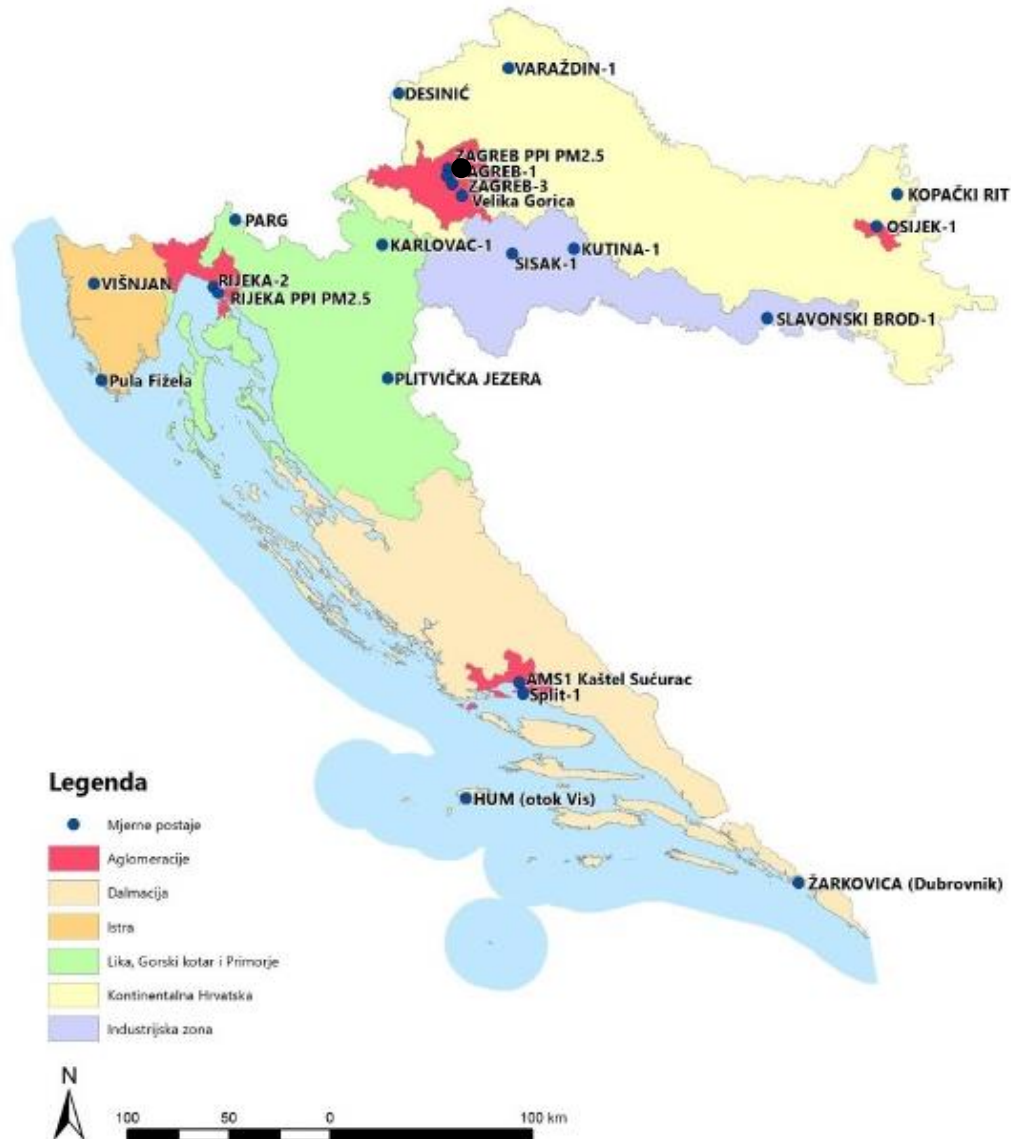 VARAŽDIN-1
DESINIĆ
ZAGREB PPI PM2.5
AGREB-1
ZAGREB-3
Velika Gorica
KOPAČKI RIT
OSIJEK-1
PARG
KARLOVAC-1
KUTINA-1
SISAK-1
VIŠNJAN
RIJEKA-2
RIJEKA PPI PM2.5
SLAVONSKI BROD-1
Pula Fižela
PLITVIČKA JEZERA
AMS1 Kaštel Sućurac
Split-1
HUM (otok Vis)
ŽARKOVICA (Dubrovnik)
Legenda
Mjerne postaje
Aglomeracije
Dalmacija
Istra
Lika, Gorski kotar i Primorje
Kontinentalna Hrvatska
Industrijska zona
N
100 50 0 100 km